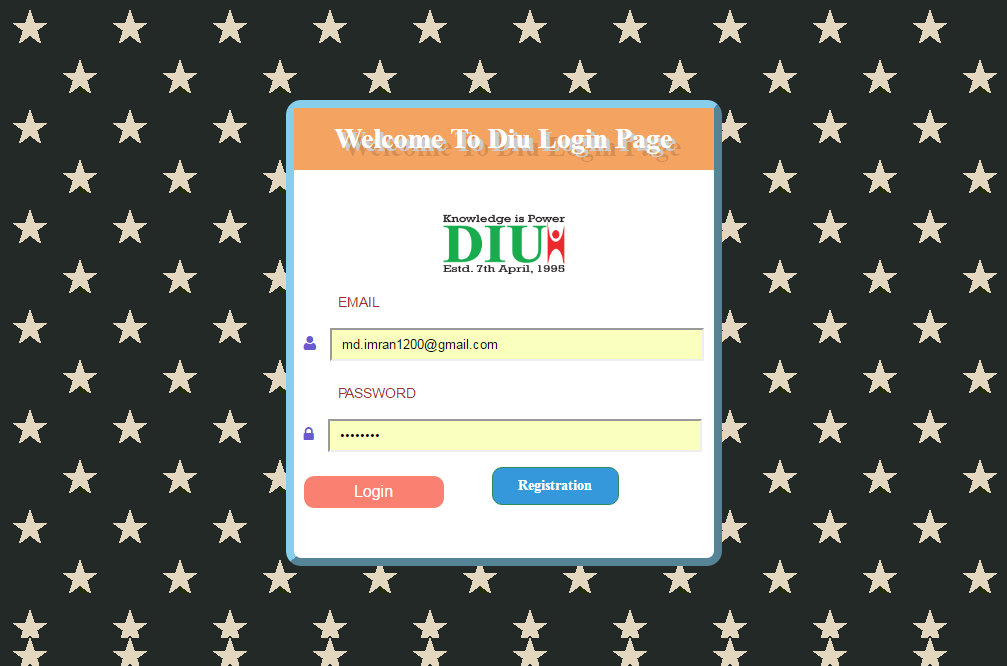 Welcome To Diu Login Page
Knowledge is Power
DIU
Estd. 7th April, 1995
EMAIL
md.imran1200@gmail.com
PASSWORD
••••••••
Login
Registration